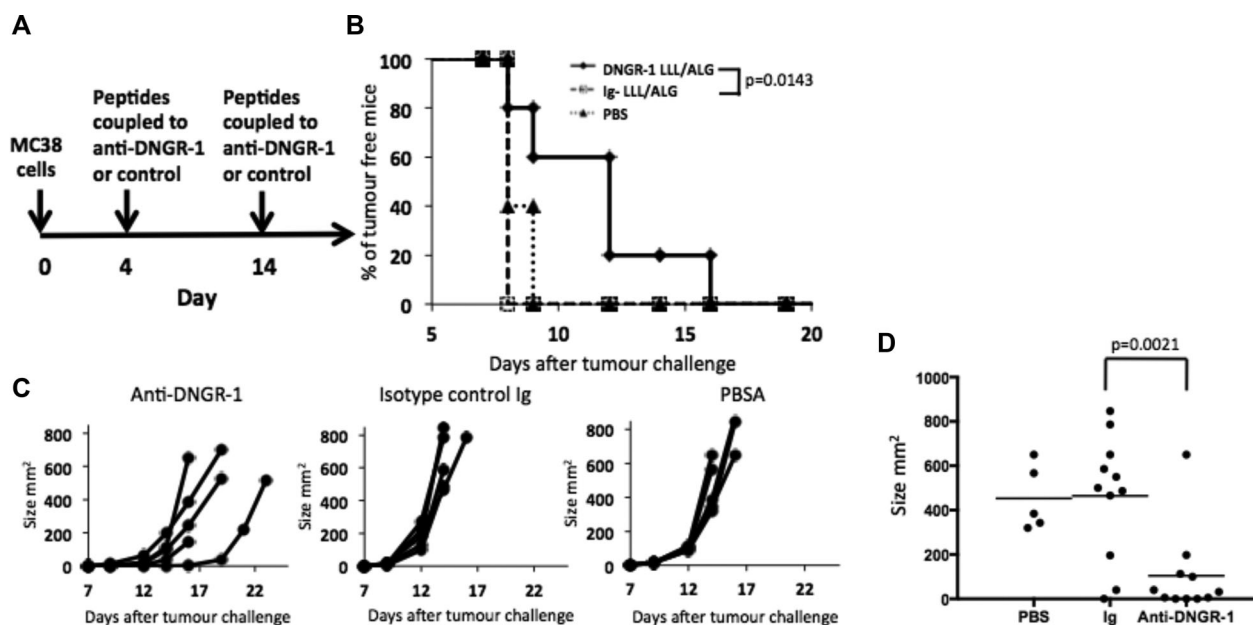 A
MC38
cells
Peptides
coupled to
anti-DNGR-1
or control
Peptides
coupled to
anti-DNGR-1
or control
0
4
14
Day
B
% of tumour free mice
100
80
60
40
20
0
5
10
15
20
Days after tumour challenge
DNGR-1 LLL/ALG
Ig- LLL/ALG
PBS
p=0.0143
C
Anti-DNGR-1
Size mm²
800
600
400
200
0
7
12
17
22
Days after tumour challenge
Isotype control Ig
Size mm²
800
600
400
200
0
7
12
17
22
Days after tumour challenge
PBSA
Size mm²
800
600
400
200
0
7
12
17
22
Days after tumour challenge
D
p=0.0021
Size mm²
1000
800
600
400
200
0
PBS
Ig
Anti-DNGR-1